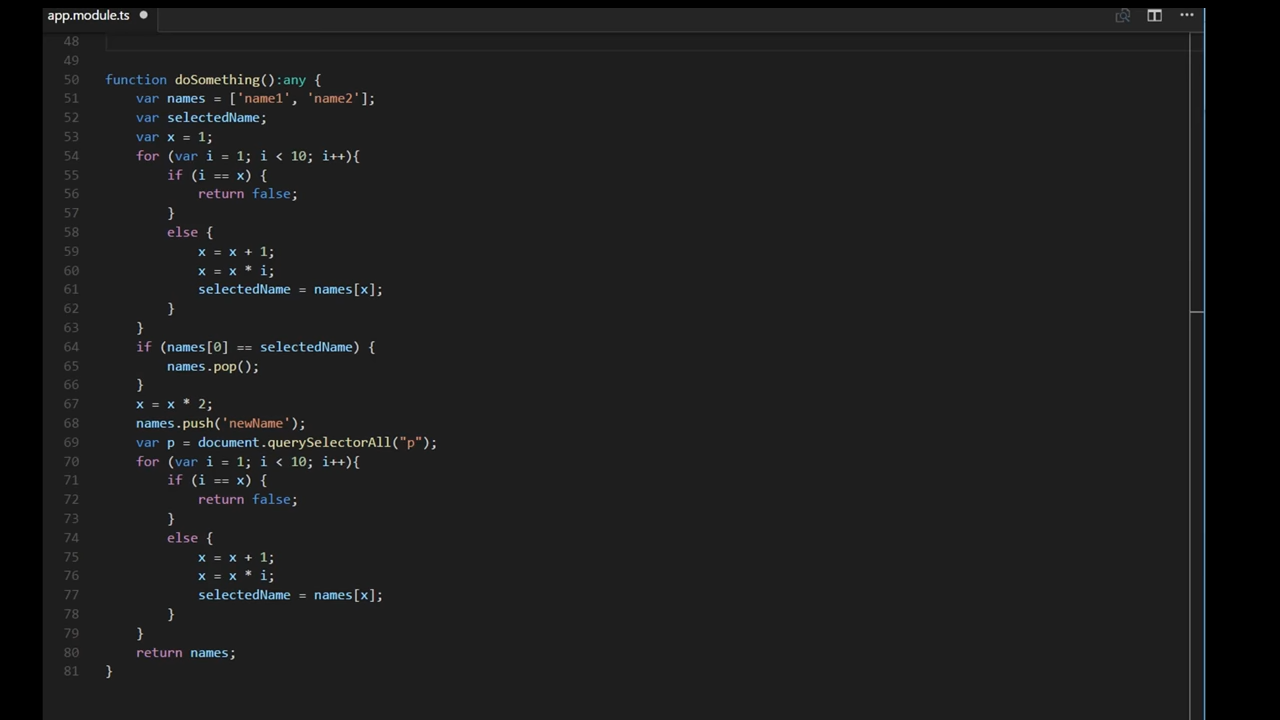 app.module.ts
48
49
50 function doSomething():any {
51 var names = ['name1', 'name2'];
52 var selectedName;
53 var x = 1;
54 for (var i = 1; i < 10; i++){
55 if (i == x) {
56 return false;
57 }
58 else {
59 x = x + 1;
60 x = x * i;
61 selectedName = names[x];
62 }
63 }
64 if (names[0] == selectedName) {
65 names.pop();
66 }
67 x = x * 2;
68 names.push('newName');
69 var p = document.querySelectorAll("p");
70 for (var i = 1; i < 10; i++){
71 if (i == x) {
72 return false;
73 }
74 else {
75 x = x + 1;
76 x = x * i;
77 selectedName = names[x];
78 }
79 }
80 return names;
81 }